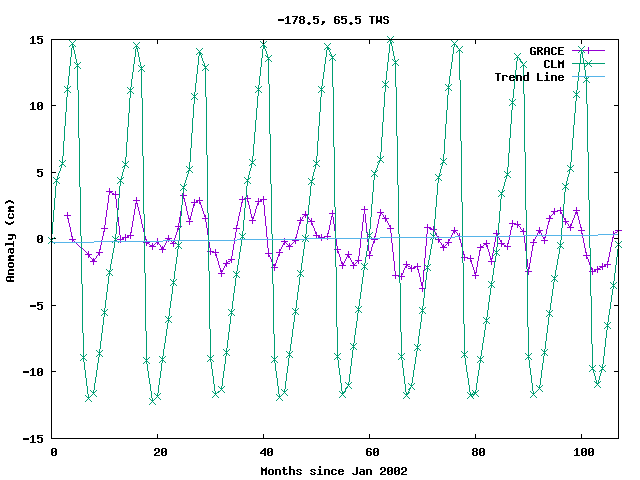 -178.5, 65.5 TWS
GRACE
CLM
Trend Line
15
10
5
0
-5
-10
-15
Anomaly (cm)
0 20 40 60 80 100
Months since Jan 2002